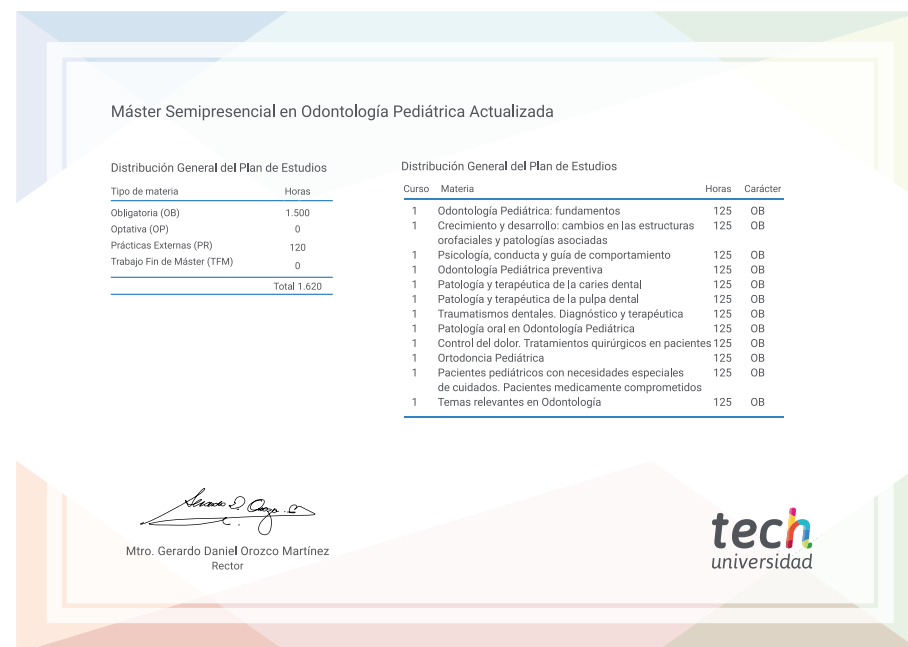 Máster Semipresencial en Odontología Pediátrica Actualizada
Distribución General del Plan de Estudios
Tipo de materia Horas
Obligatoria (OB) 1.500
Optativa (OP) 0
Prácticas Externas (PR) 120
Trabajo Fin de Máster (TFM) 0
Total 1.620
Distribución General del Plan de Estudios
Curso Materia Horas Carácter
1 Odontología Pediátrica: fundamentos 125 OB
1 Crecimiento y desarrollo: cambios en las estructuras 125 OB
orofaciales y patologías asociadas
1 Psicología, conducta y guía de comportamiento 125 OB
1 Odontología Pediátrica preventiva 125 OB
1 Patología y terapéutica de la caries dental 125 OB
1 Patología y terapéutica de la pulpa dental 125 OB
1 Traumatismos dentales. Diagnóstico y terapéutica 125 OB
1 Patología oral en Odontología Pediátrica 125 OB
1 Control del dolor. Tratamientos quirúrgicos en pacientes 125 OB
1 Ortodoncia Pediátrica 125 OB
1 Pacientes pediátricos con necesidades especiales 125 OB
de cuidados. Pacientes medicamente comprometidos
1 Temas relevantes en Odontología 125 OB
Mtro. Gerardo Daniel Orozco Martínez
Rector
tech
universidad